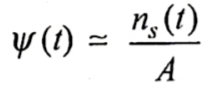 ψ(t) ≃ n_s(t) / A